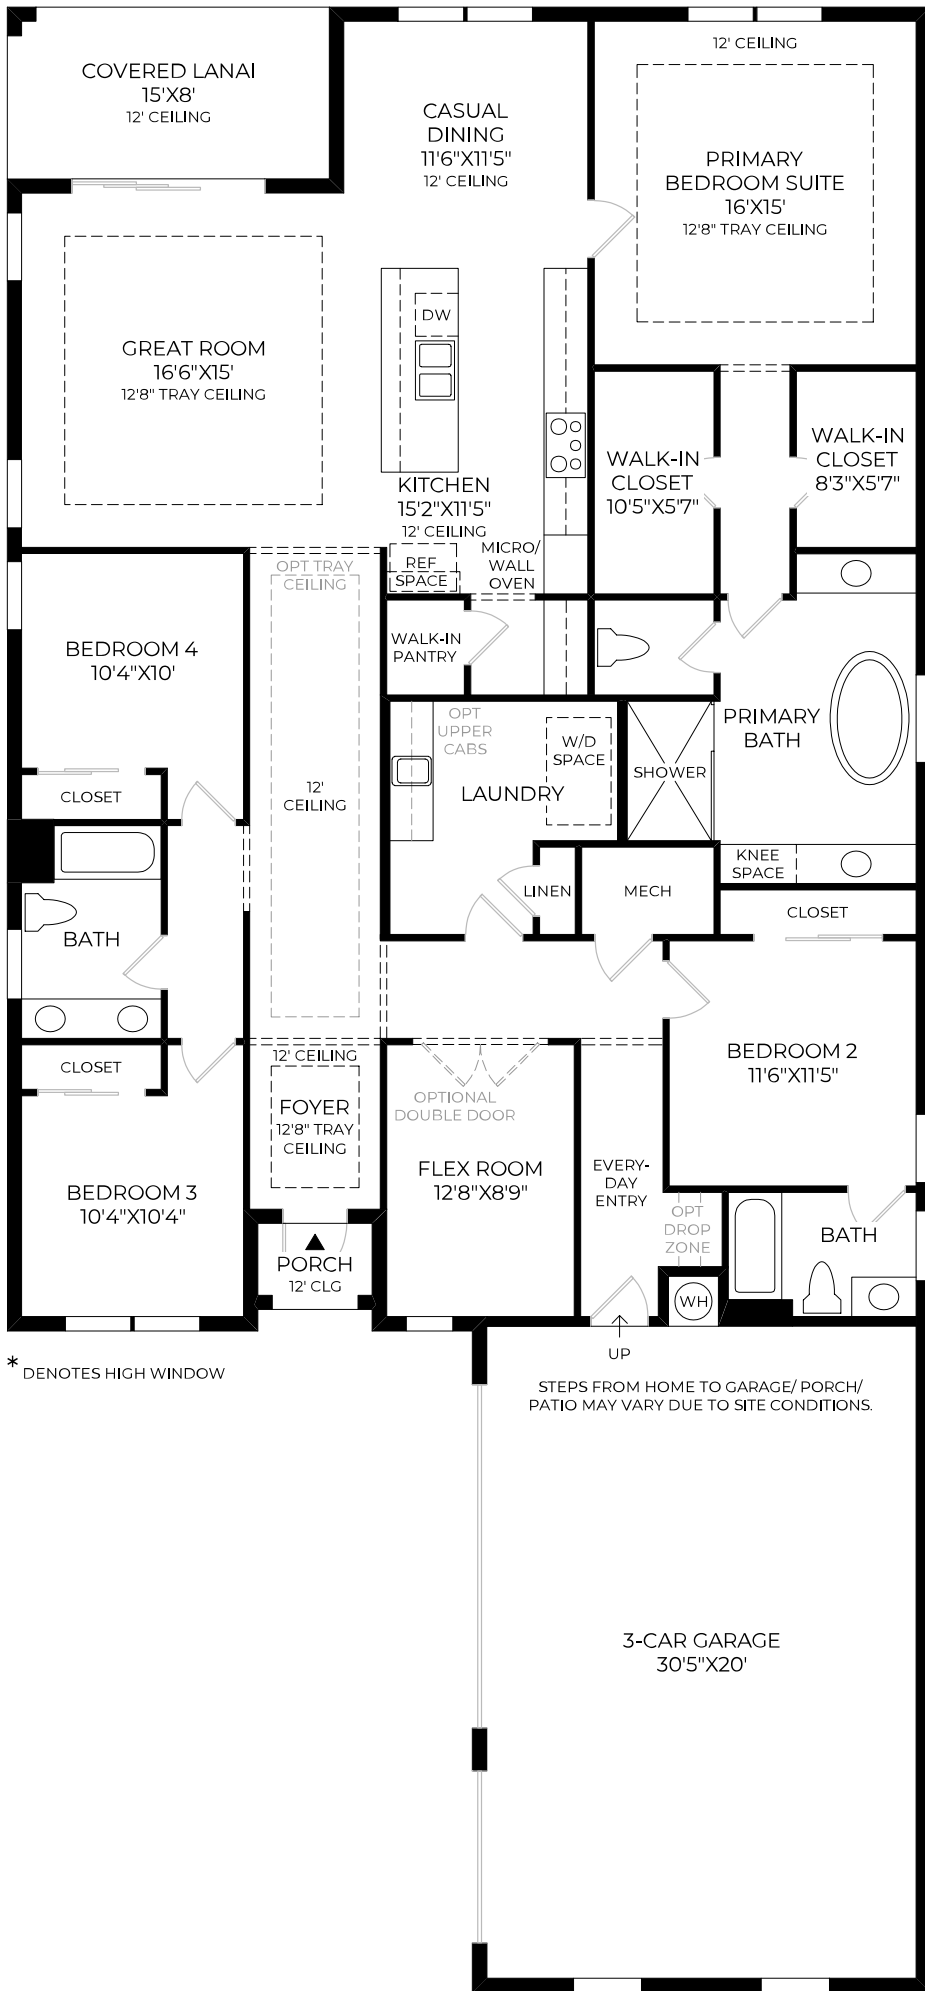 COVERED LANAI
15'X8'
12' CEILING
CASUAL
DINING
11'6"X11'5"
12' CEILING
12' CEILING
PRIMARY
BEDROOM SUITE
16'X15'
12'8" TRAY CEILING
GREAT ROOM
16'6"X15'
12'8" TRAY CEILING
DW
KITCHEN
15'2"X11'5"
12' CEILING
REF
SPACE
MICRO/
WALL
OVEN
WALK-IN
CLOSET
10'5"X5'7"
WALK-IN
CLOSET
8'3"X5'7"
OPT TRAY
CEILING
BEDROOM 4
10'4"X10'
WALK-IN
PANTRY
OPT
UPPER
CABS
W/D
SPACE
LAUNDRY
SHOWER
PRIMARY
BATH
12'
CEILING
CLOSET
KNEE
SPACE
LINEN
MECH
CLOSET
BATH
CLOSET
12' CEILING
FOYER
12'8" TRAY
CEILING
OPTIONAL
DOUBLE DOOR
FLEX ROOM
12'8"X8'9"
BEDROOM 2
11'6"X11'5"
EVERY-
DAY
ENTRY
OPT
DROP
ZONE
BEDROOM 3
10'4"X10'4"
PORCH
12' CLG
BATH
WH
UP
* DENOTES HIGH WINDOW
STEPS FROM HOME TO GARAGE/ PORCH/
PATIO MAY VARY DUE TO SITE CONDITIONS.
3-CAR GARAGE
30'5"X20'